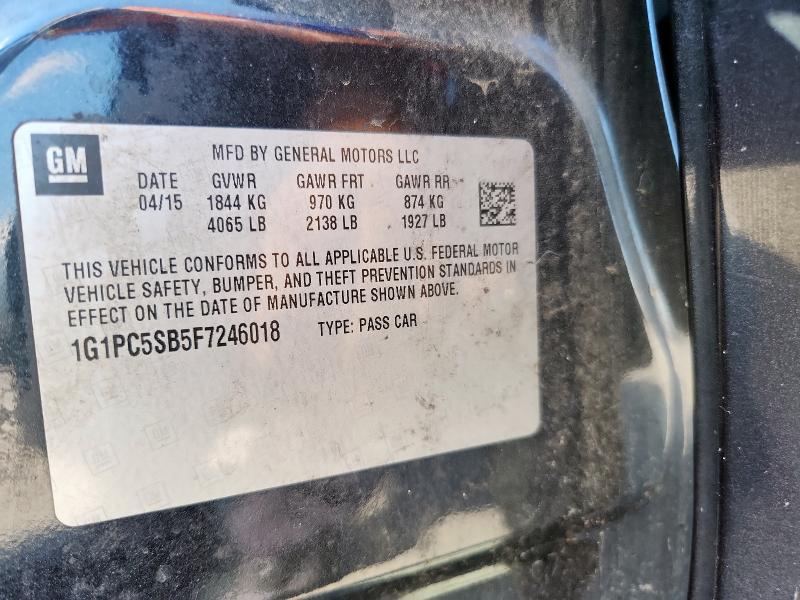 GM
MFD BY GENERAL MOTORS LLC
DATE GVWR GAWR FRT GAWR RR
04/15 1844 KG 970 KG 874 KG
4065 LB 2138 LB 1927 LB
THIS VEHICLE CONFORMS TO ALL APPLICABLE U.S. FEDERAL MOTOR
VEHICLE SAFETY, BUMPER, AND THEFT PREVENTION STANDARDS IN
EFFECT ON THE DATE OF MANUFACTURE SHOWN ABOVE.
1G1PC5SB5F7246018 TYPE: PASS CAR